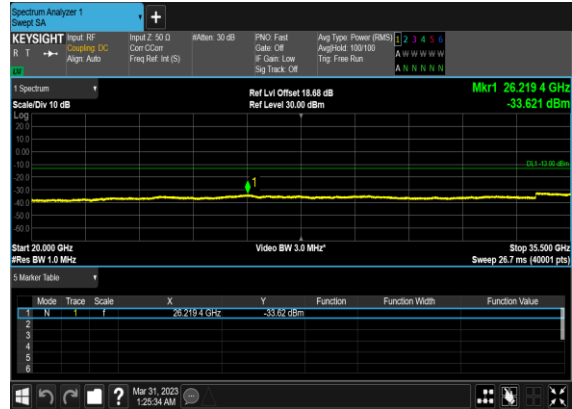 Spectrum Analyzer 1
Swept SA
+
KEYSIGHT Input: RF Input Z: 50 Ω #Atten: 30 dB PNO: Fast Avg Type: Power (RMS) 1 2 3 4 5 6
R T Coupling: DC Corr CCorr Gate: Off Avg|Hold: 100/100 A W W W W W
Align: Auto Freq Ref: Int (S) IF Gain: Low Trig: Free Run
Sig Track: Off A N N N N N
1 Spectrum Ref Lvl Offset 18.68 dB Mkr1 26.219 4 GHz
Scale/Div 10 dB Ref Level 30.00 dBm -33.621 dBm
Log
20.0
10.0
0.00
-10.0
DL1 -13.00 dBm
-20.0
1
-30.0
-40.0
-50.0
-60.0
Start 20.000 GHz Video BW 3.0 MHz* Stop 35.500 GHz
#Res BW 1.0 MHz Sweep 26.7 ms (40001 pts)
5 Marker Table
Mode Trace Scale X Y Function Function Width Function Value
1 N 1 f 26.219 4 GHz -33.62 dBm
2
3
4
5
6
? Mar 31, 2023
1:25:34 AM